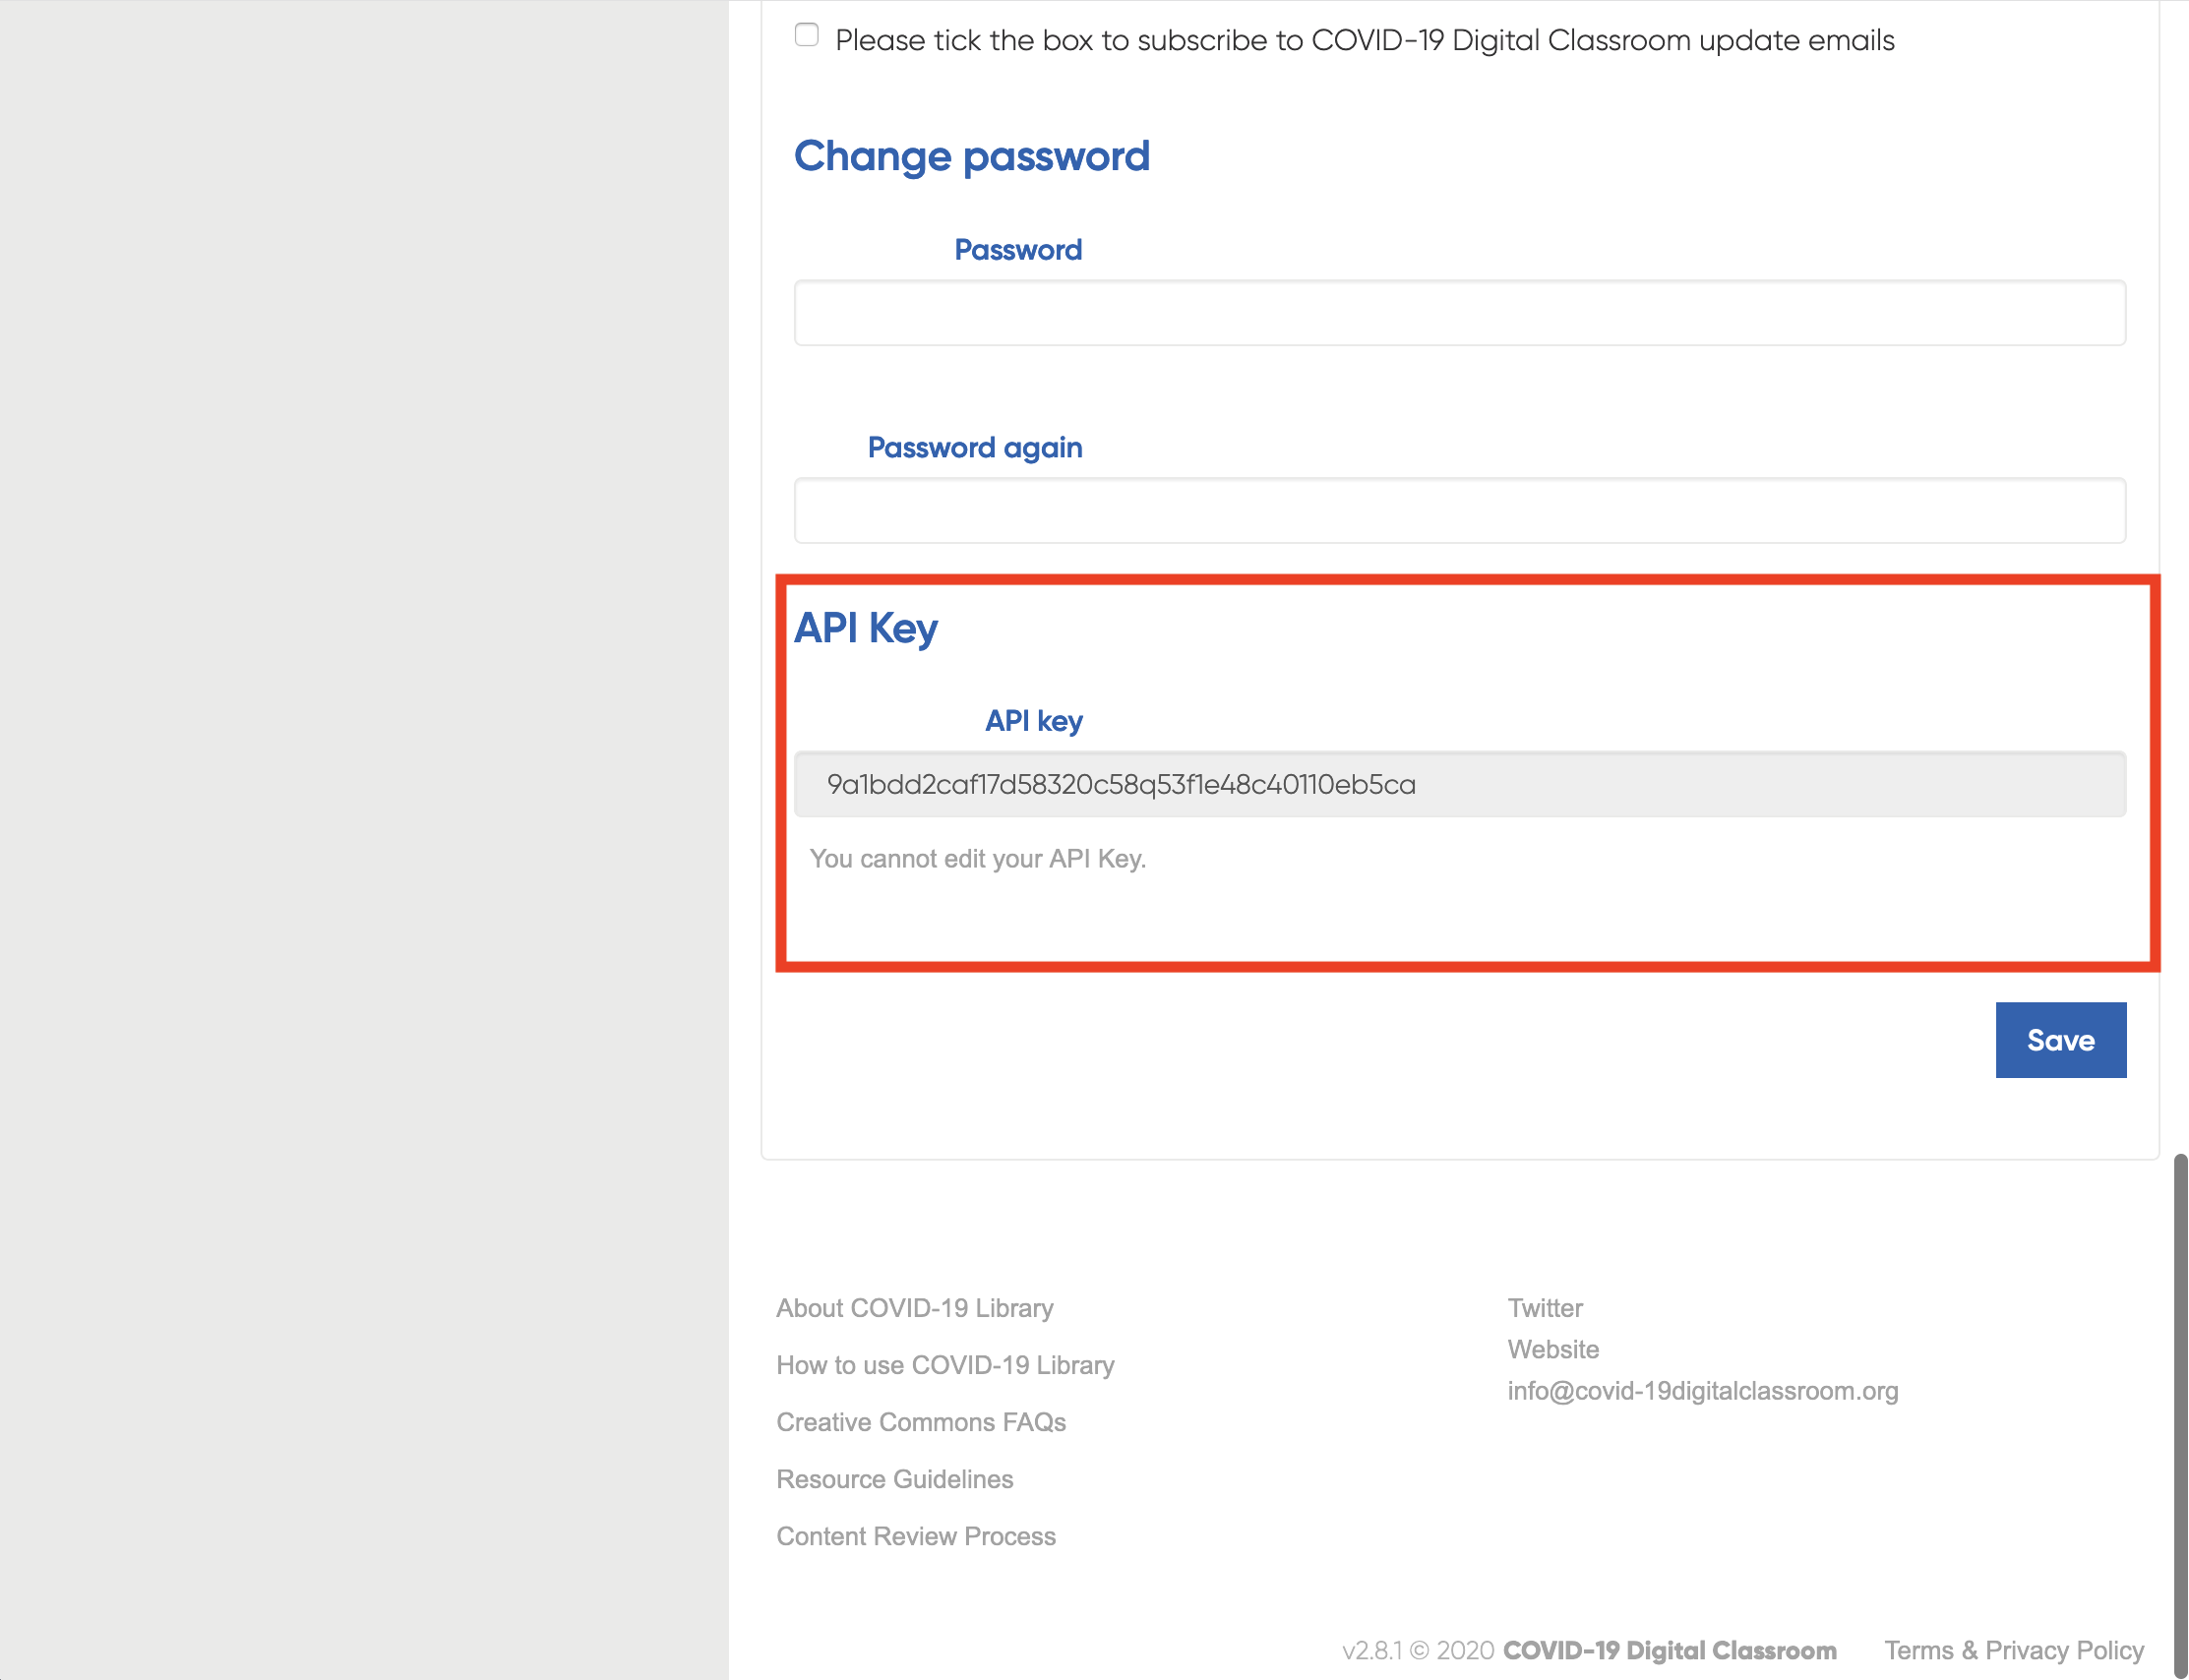 Please tick the box to subscribe to COVID-19 Digital Classroom update emails
Change password
Password
Password again
API Key
API key
9a1bdd2caf17d58320c58q53f1e48c40110eb5ca
You cannot edit your API Key.
Save
About COVID-19 Library
How to use COVID-19 Library
Creative Commons FAQs
Resource Guidelines
Content Review Process
Twitter
Website
info@covid-19digitalclassroom.org
v2.8.1 © 2020 COVID-19 Digital Classroom
Terms & Privacy Policy